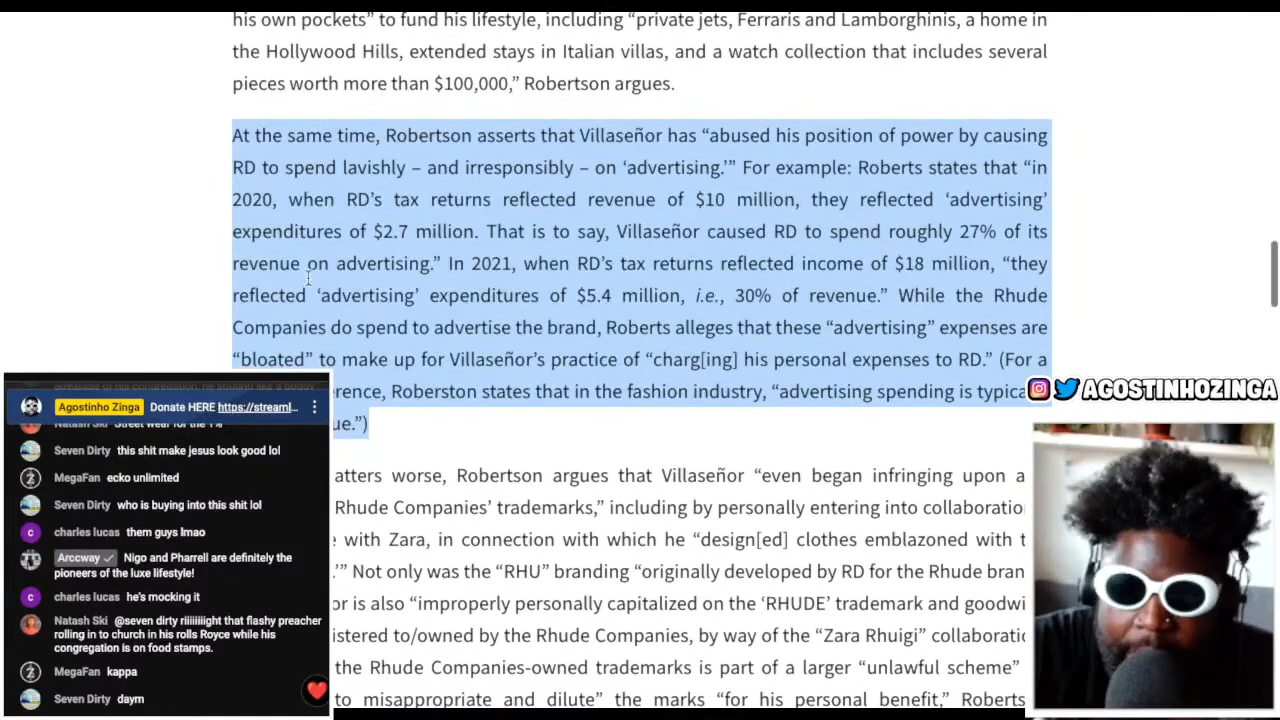 his own pockets” to fund his lifestyle, including “private jets, Ferraris and Lamborghinis, a home in
the Hollywood Hills, extended stays in Italian villas, and a watch collection that includes several
pieces worth more than $100,000,” Robertson argues.
At the same time, Robertson asserts that Villaseñor has “abused his position of power by causing
RD to spend lavishly – and irresponsibly – on ‘advertising.’” For example: Roberts states that “in
2020, when RD’s tax returns reflected revenue of $10 million, they reflected ‘advertising’
expenditures of $2.7 million. That is to say, Villaseñor caused RD to spend roughly 27% of its
revenue on advertising.” In 2021, when RD’s tax returns reflected income of $18 million, “they
reflected ‘advertising’ expenditures of $5.4 million, i.e., 30% of revenue.” While the Rhude
Companies do spend to advertise the brand, Roberts alleges that these “advertising” expenses are
“bloated” to make up for Villaseñor’s practice of “charg[ing] his personal expenses to RD.” (For a
erence, Roberston states that in the fashion industry, “advertising spending is typica
ue.”)
atters worse, Robertson argues that Villaseñor “even began infringing upon a
Rhude Companies’ trademarks,” including by personally entering into collaboratio
with Zara, in connection with which he “design[ed] clothes emblazoned with t
.’” Not only was the “RHU” branding “originally developed by RD for the Rhude bran
or is also “improperly personally capitalized on the ‘RHUDE’ trademark and goodwi
istered to/owned by the Rhude Companies, by way of the “Zara Rhuigi” collaboratio
the Rhude Companies-owned trademarks is part of a larger “unlawful scheme”
to misappropriate and dilute” the marks “for his personal benefit,” Roberts
Agostinho Zinga Donate HERE https://streaml...
Natash Ski Street wear for the 1%
Seven Dirty this shit make jesus look good lol
MegaFan ecko unlimited
Seven Dirty who is buying into this shit lol
charles lucas them guys lmao
Arccway Nigo and Pharrell are definitely the
pioneers of the luxe lifestyle!
charles lucas he's mocking it
Natash Ski @seven dirty riiiiiiiight that flashy preacher
rolling in to church in his rolls Royce while his
congregation is on food stamps.
MegaFan kappa
Seven Dirty daym
AGOSTINHOZINGA